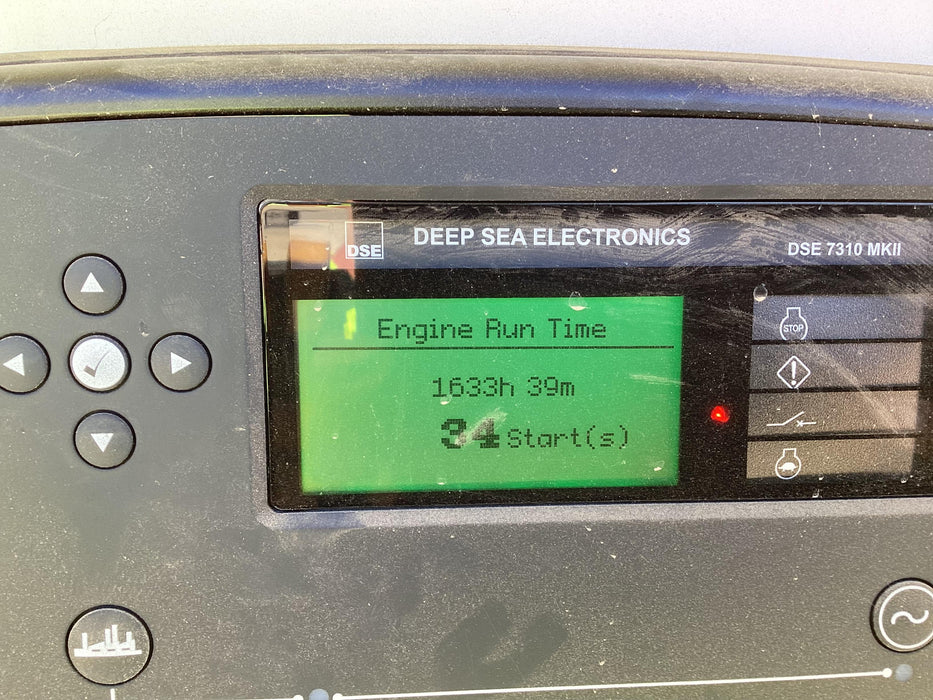 DSE
DEEP SEA ELECTRONICS
DSE 7310 MKII
Engine Run Time
1633h 39m
34 Start(s)
STOP